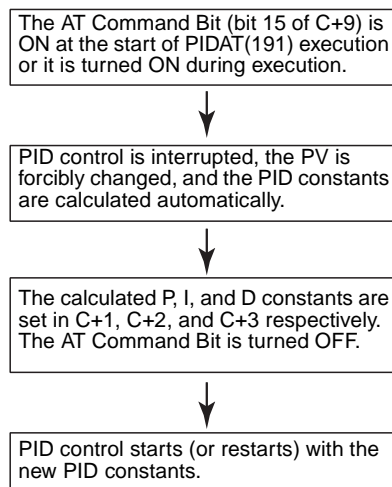 The AT Command Bit (bit 15 of C+9) is
ON at the start of PIDAT(191) execution
or it is turned ON during execution.
PID control is interrupted, the PV is
forcibly changed, and the PID constants
are calculated automatically.
The calculated P, I, and D constants are
set in C+1, C+2, and C+3 respectively.
The AT Command Bit is turned OFF.
PID control starts (or restarts) with the
new PID constants.